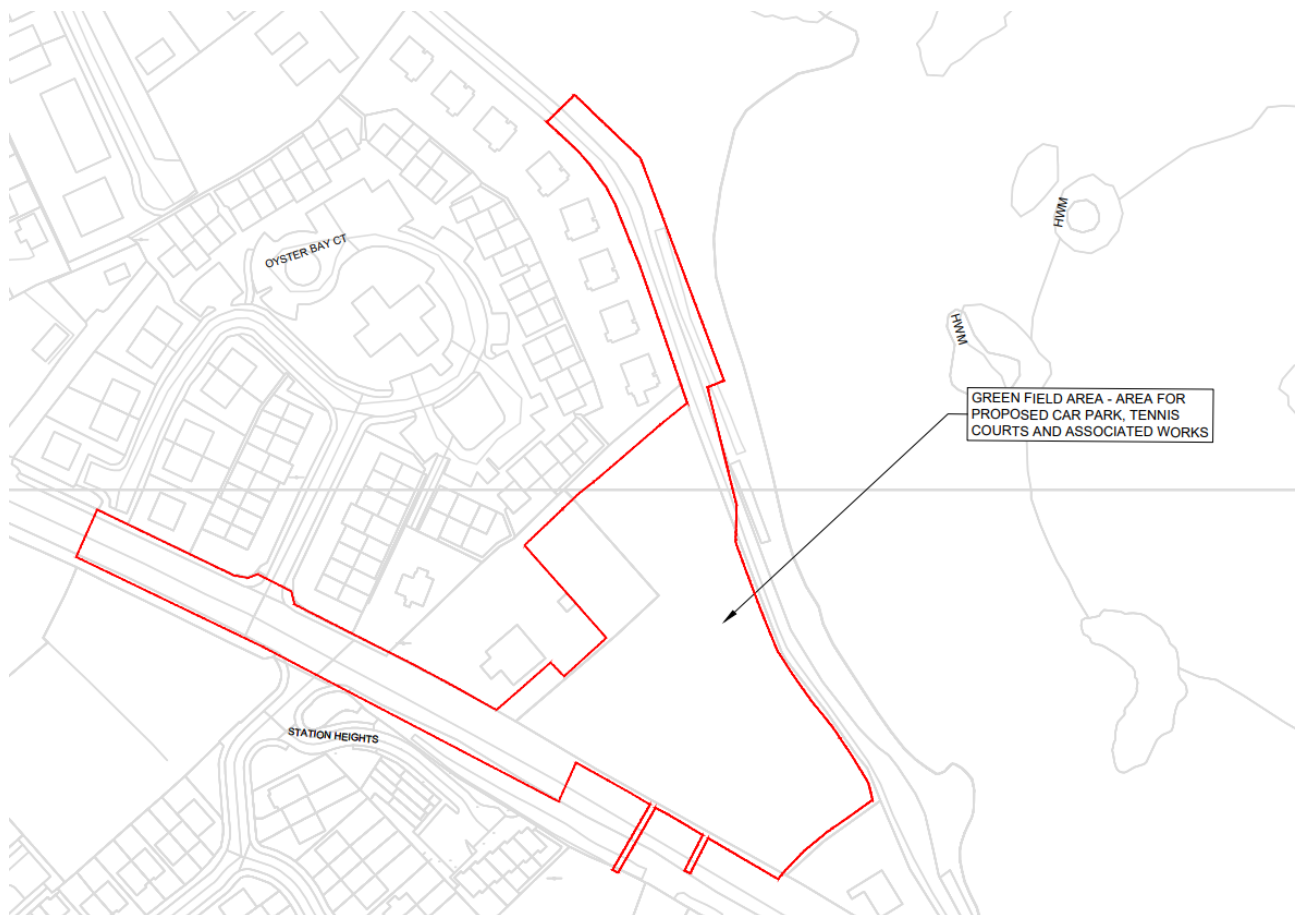 OYSTER BAY CT
HWM
HWM
GREEN FIELD AREA - AREA FOR
PROPOSED CAR PARK, TENNIS
COURTS AND ASSOCIATED WORKS
STATION HEIGHTS